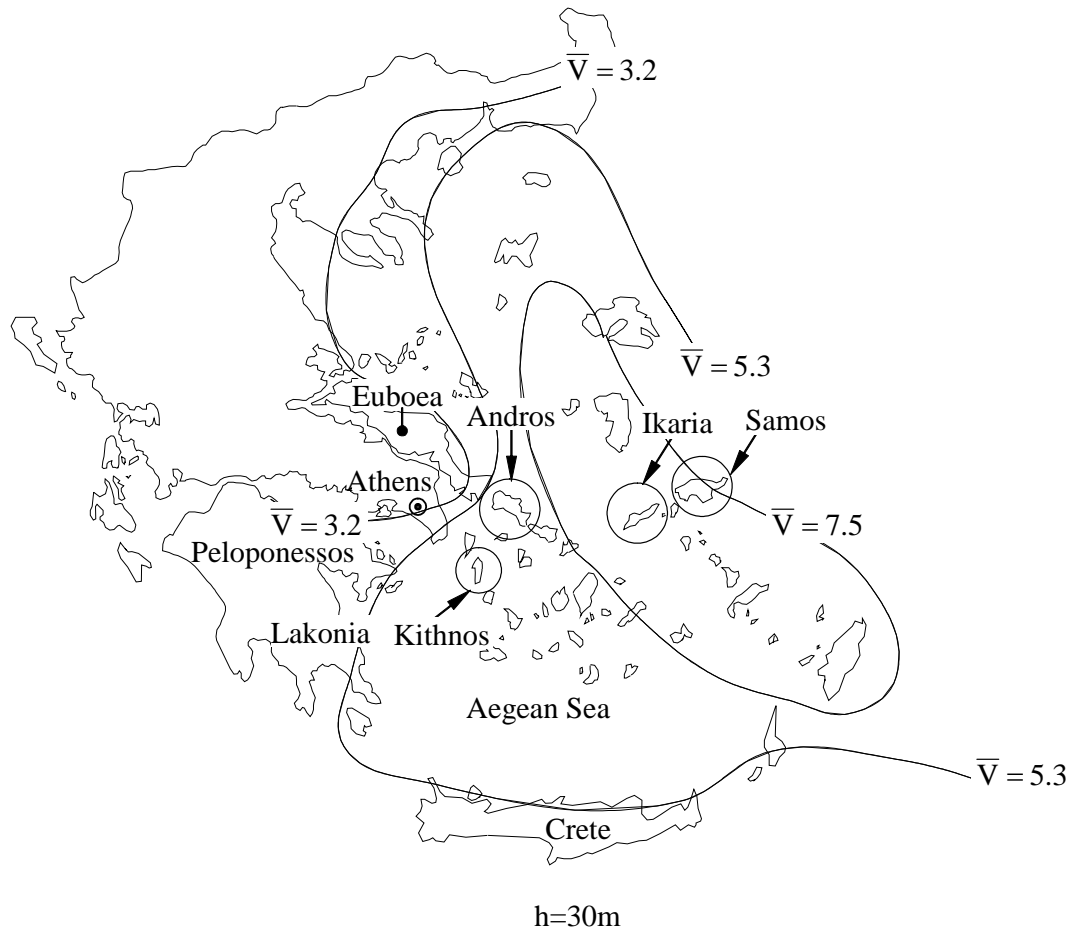 V̅ = 3.2
V̅ = 5.3
Euboea
Andros
Ikaria
Samos
Athens
V̅ = 3.2
V̅ = 7.5
Peloponessos
Lakonia
Kithnos
Aegean Sea
V̅ = 5.3
Crete
h=30m